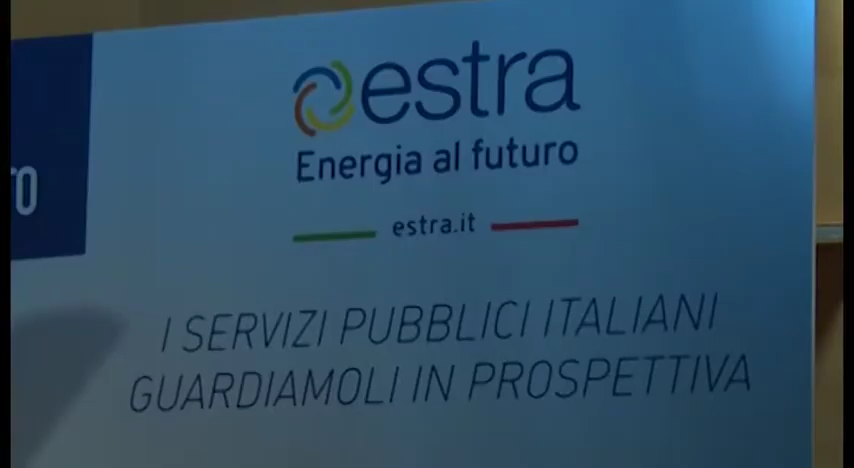 estra
Energia al futuro
estra.it
I SERVIZI PUBBLICI ITALIANI
GUARDIAMOLI IN PROSPETTIVA